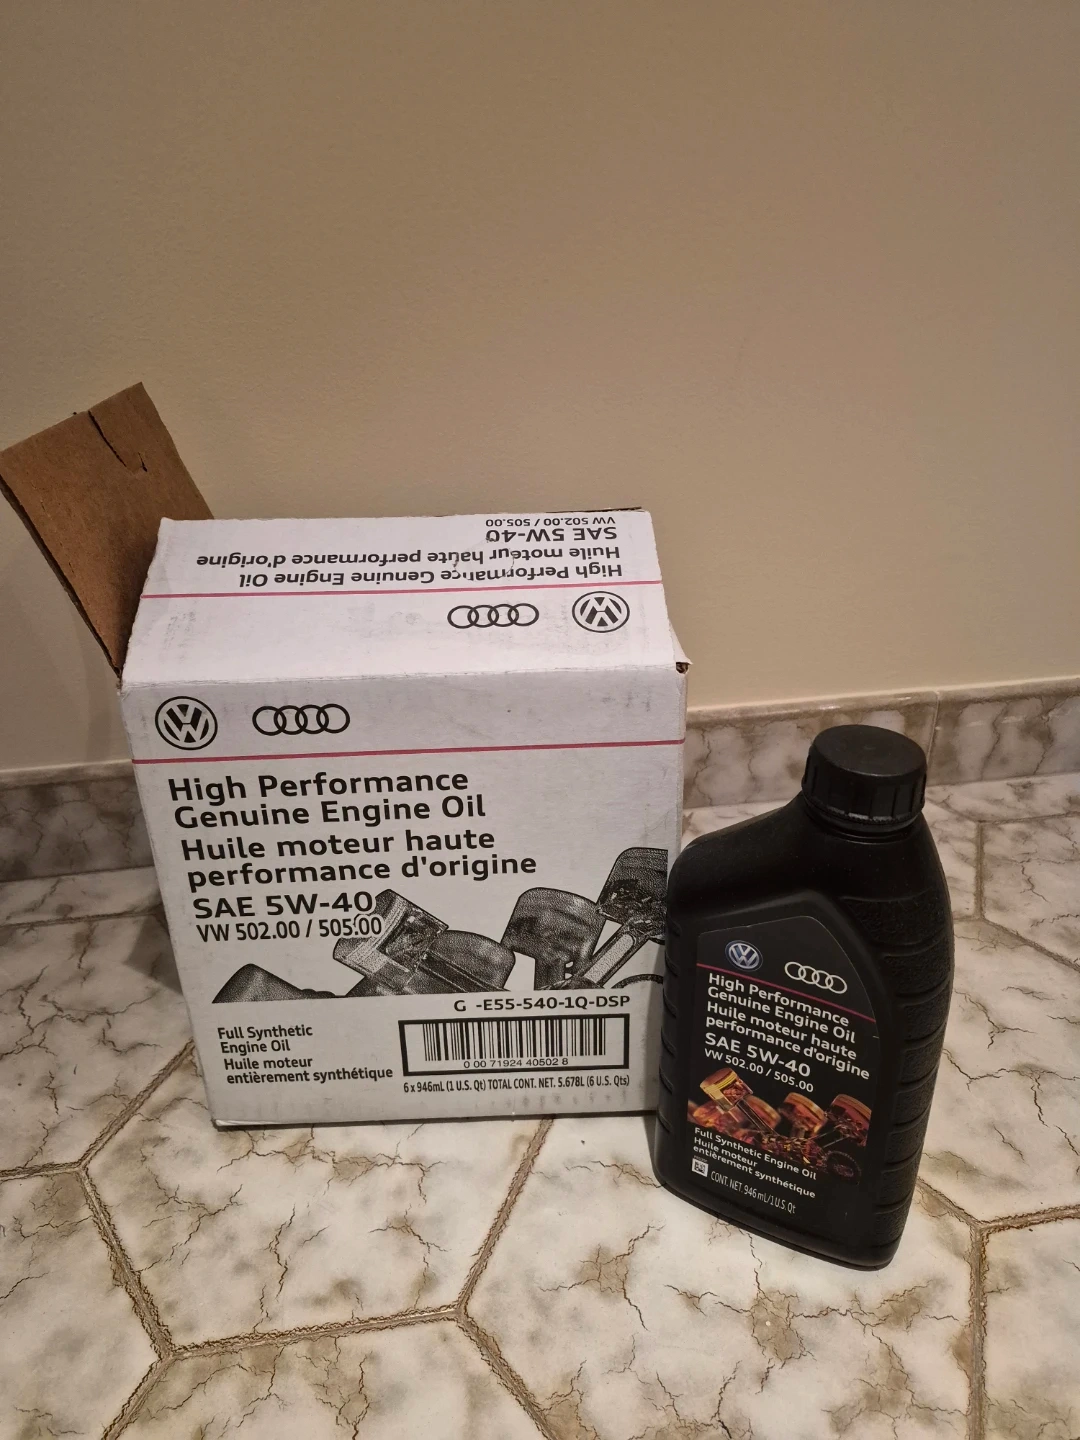 VW 502.00 / 505.00
SAE 5W-40
Huile moteur haute performance d'origine
High Performance Genuine Engine Oil
High Performance
Genuine Engine Oil
Huile moteur haute
performance d'origine
SAE 5W-40
VW 502.00 / 505.00
G -E55-540-1Q-DSP
Full Synthetic
Engine Oil
Huile moteur
entièrement synthétique
0 00 71924 40502 8
6 x 946mL (1 U.S. Qt) TOTAL CONT. NET. 5.678L (6 U.S. Qts)
High Performance
Genuine Engine Oil
Huile moteur haute
performance d'origine
SAE 5W-40
VW 502.00 / 505.00
Full Synthetic Engine Oil
Huile moteur
entièrement synthétique
CONT. NET. 946 mL/1 U.S. Qt